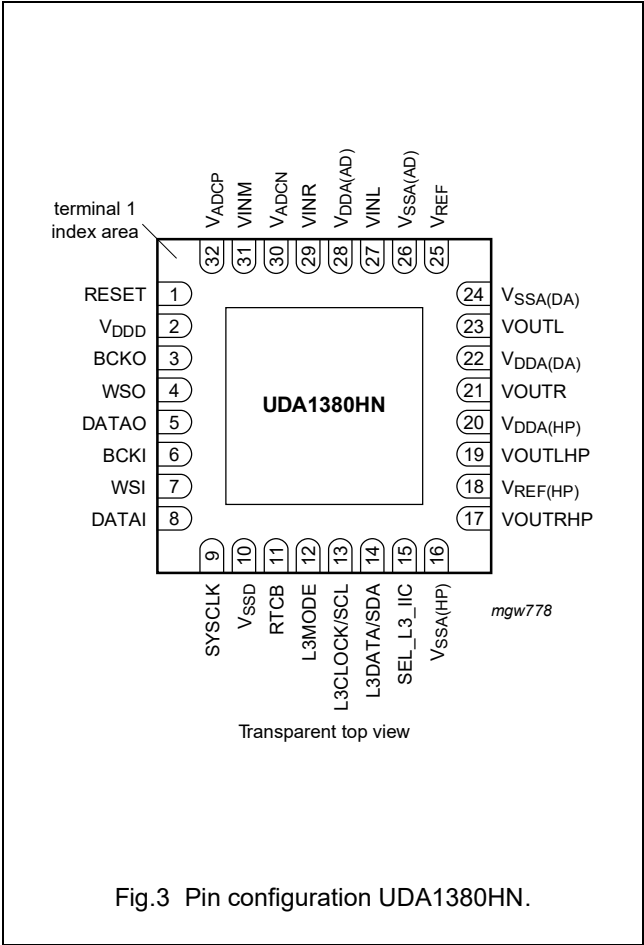 VADCP
VINM
VADCN
VINR
VDDA(AD)
VINL
VSSA(AD)
VREF
terminal 1
index area
32 31 30 29 28 27 26 25
RESET 1
VDDD 2
BCKO 3
WSO 4
DATAO 5
BCKI 6
WSI 7
DATAI 8
UDA1380HN
24 VSSA(DA)
23 VOUTL
22 VDDA(DA)
21 VOUTR
20 VDDA(HP)
19 VOUTLHP
18 VREF(HP)
17 VOUTRHP
9 10 11 12 13 14 15 16
SYSCLK
VSSD
RTCB
L3MODE
L3CLOCK/SCL
L3DATA/SDA
SEL_L3_IIC
VSSA(HP)
mgw778
Transparent top view
Fig.3 Pin configuration UDA1380HN.